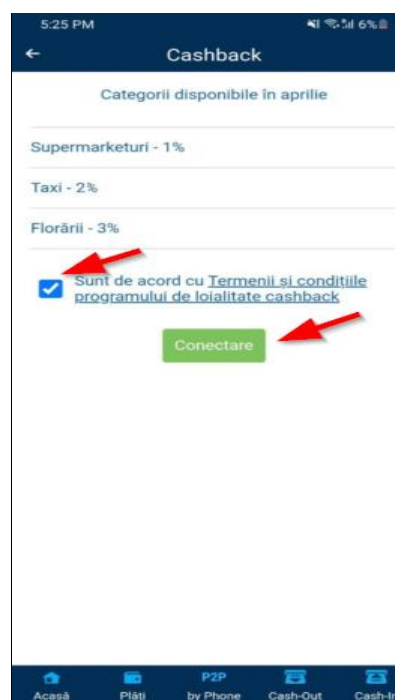 5:25 PM 6%
Cashback
Categorii disponibile în aprilie
Supermarketuri - 1%
Taxi - 2%
Florării - 3%
Sunt de acord cu Termenii și condițiile
programului de loialitate cashback
Conectare
Acasă Plăți P2P by Phone Cash-Out Cash-In